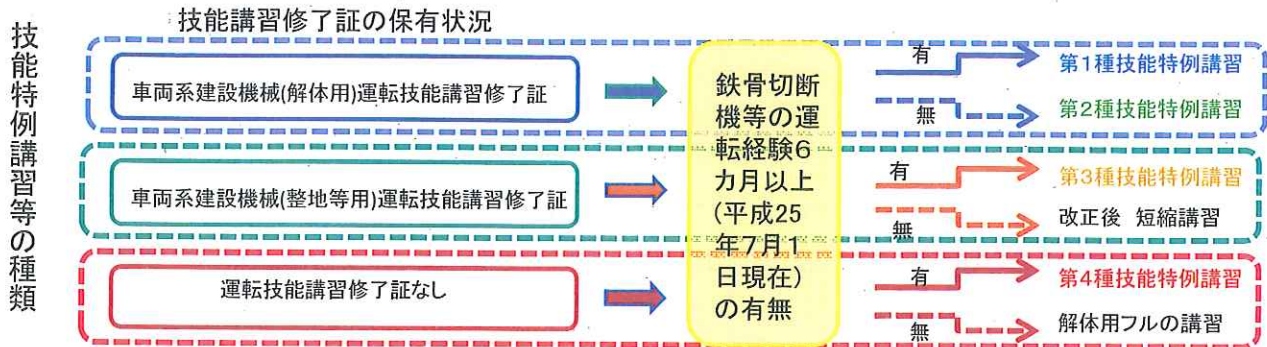 技能講習修了証の保有状況
技能特例講習等の種類
車両系建設機械(解体用)運転技能講習修了証
車両系建設機械(整地等用)運転技能講習修了証
運転技能講習修了証なし
鉄骨切断
機等の運
転経験6
カ月以上
(平成25
年7月1
日現在)
の有無
有
第1種技能特例講習
無
第2種技能特例講習
有
第3種技能特例講習
無
改正後 短縮講習
有
第4種技能特例講習
無
解体用フルの講習